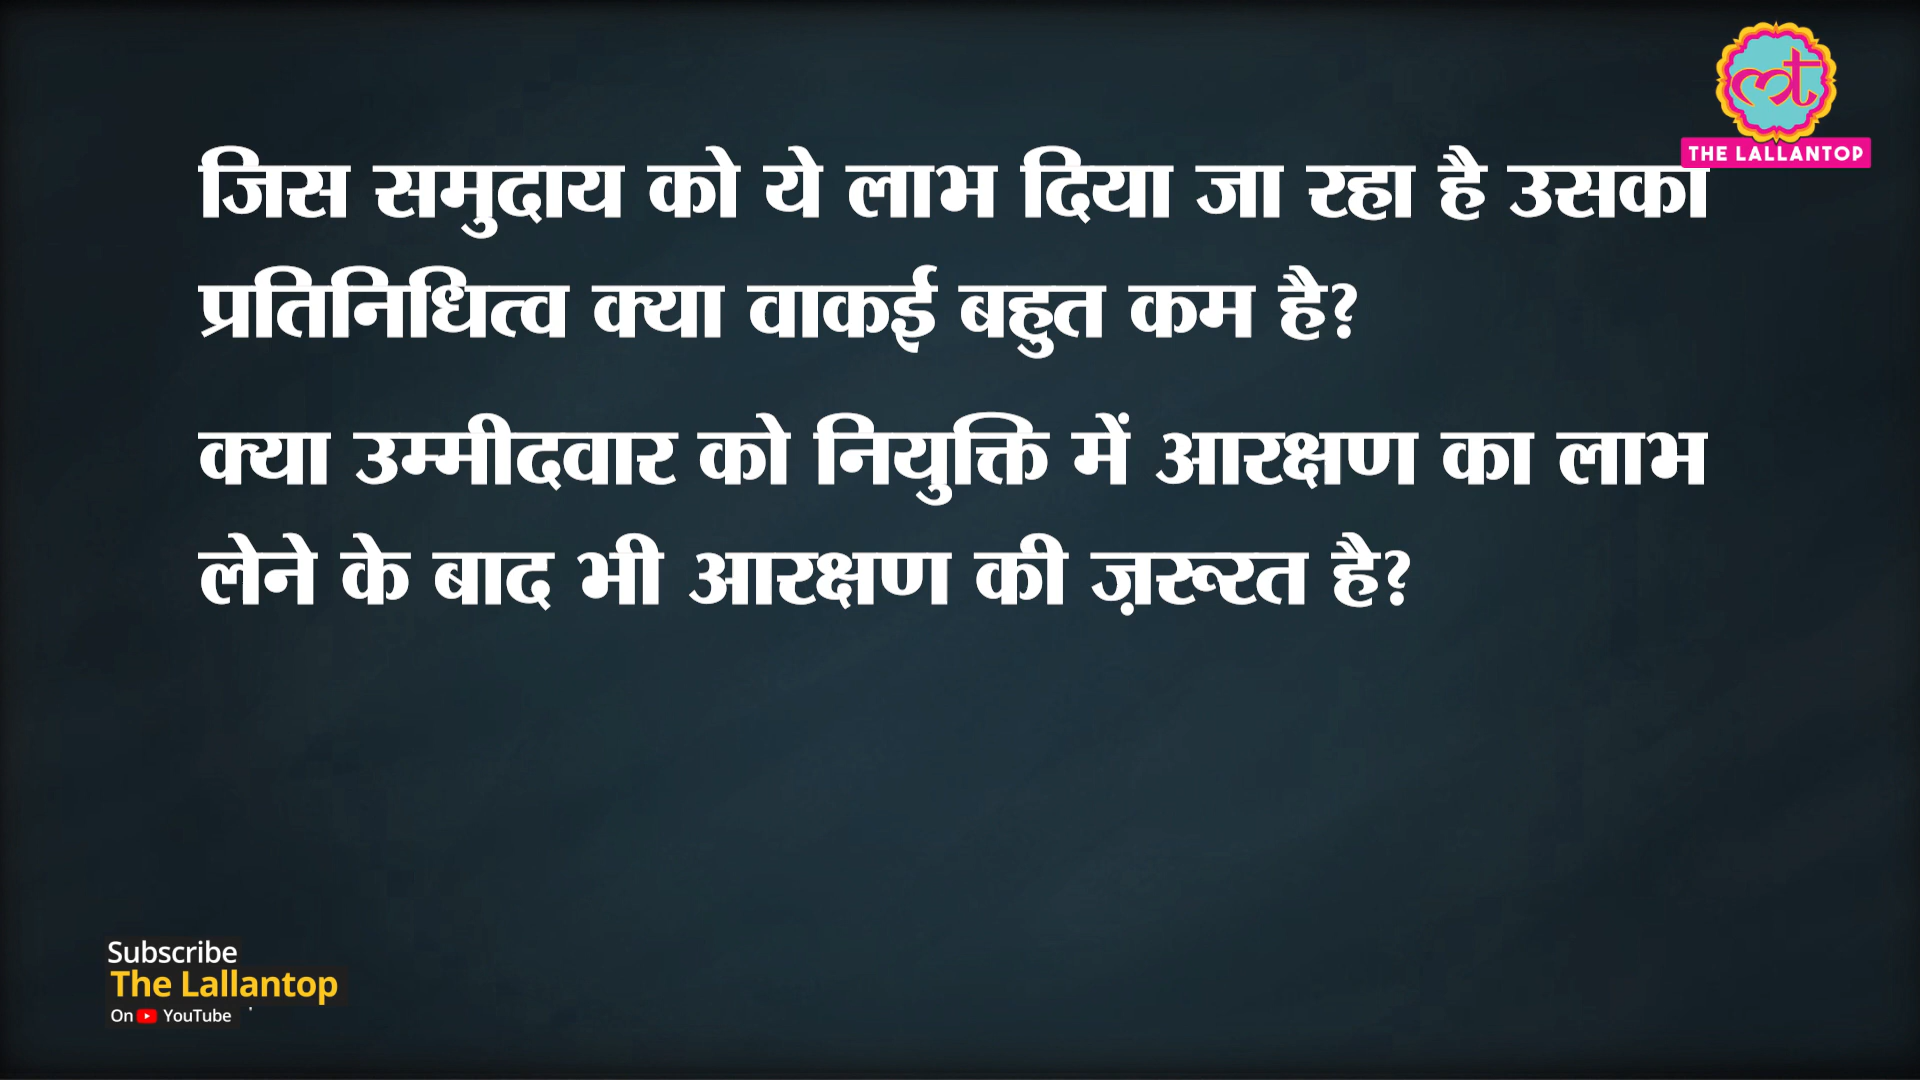 THE LALLANTOP
जिस समुदाय को ये लाभ दिया जा रहा है उसका
प्रतिनिधित्व क्या वाकई बहुत कम है?
क्या उम्मीदवार को नियुक्ति में आरक्षण का लाभ
लेने के बाद भी आरक्षण की ज़रूरत है?
Subscribe
The Lallantop
On YouTube